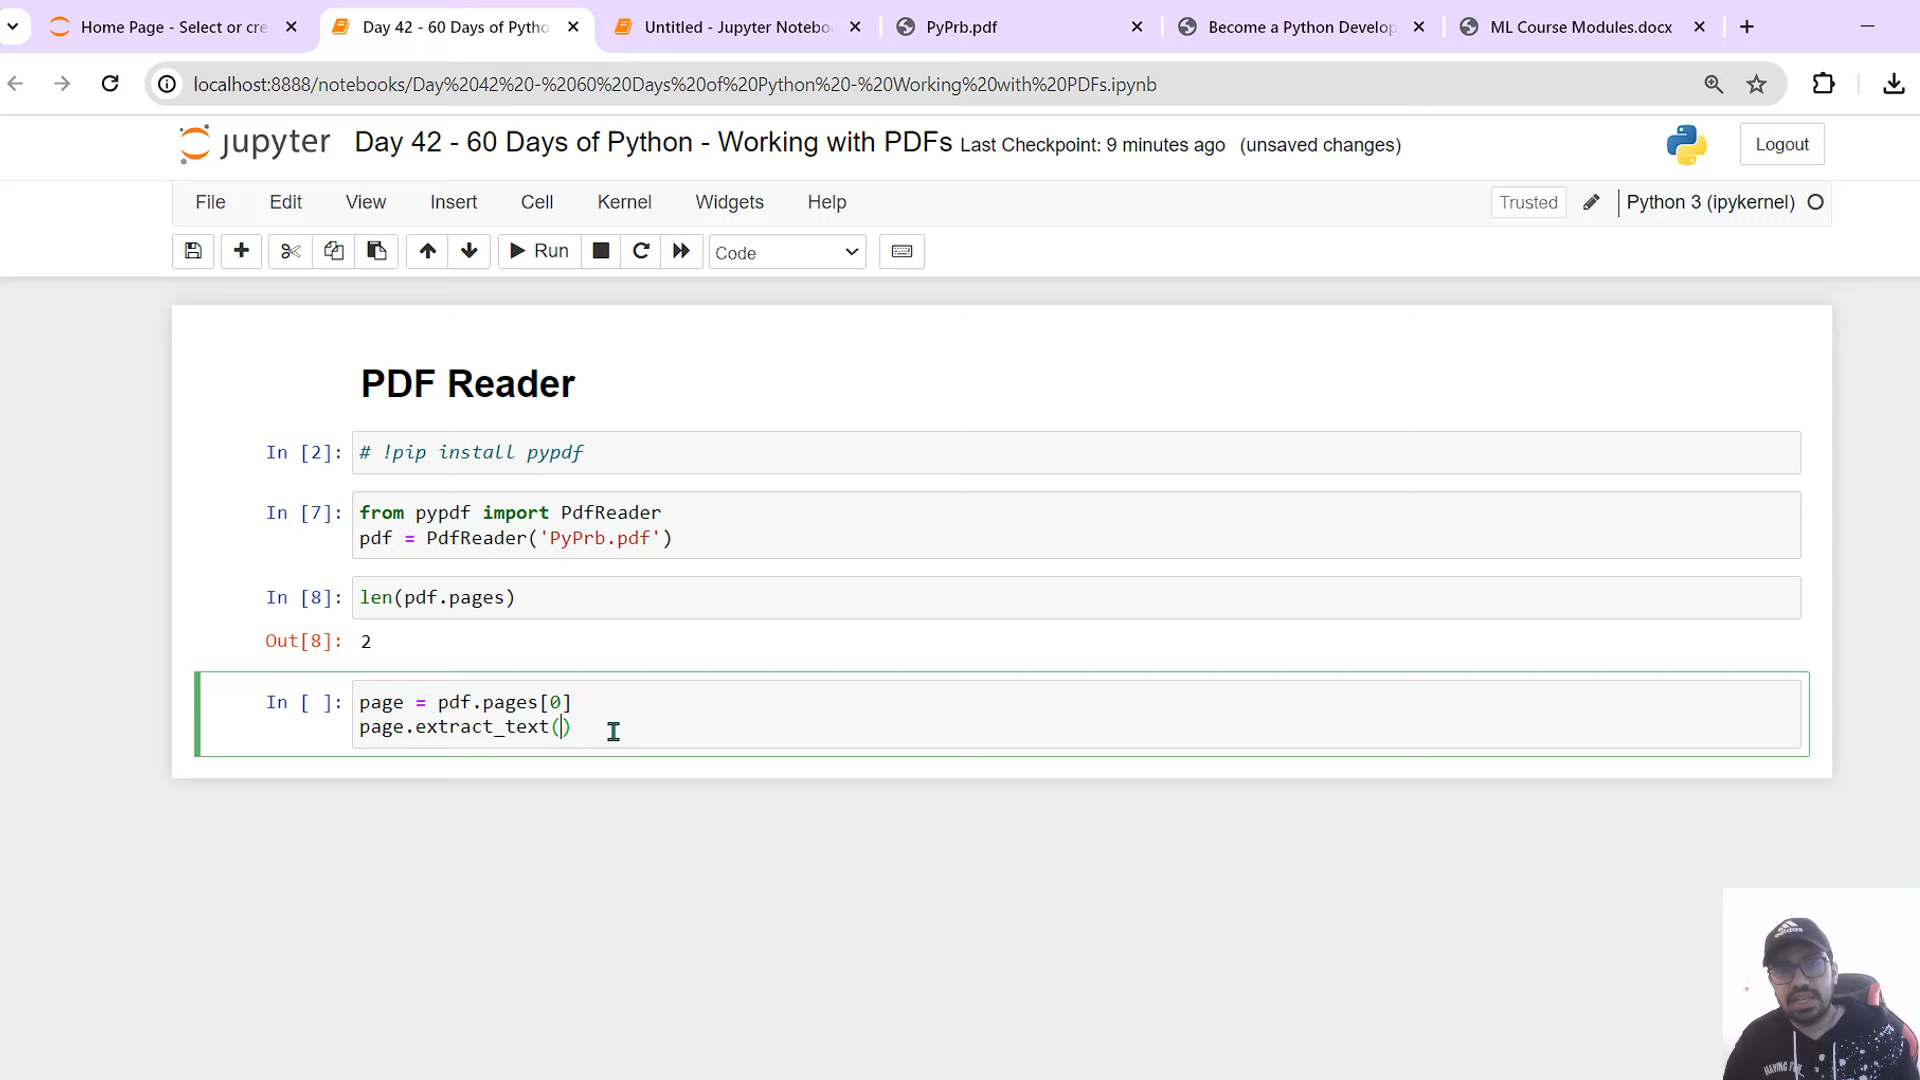 Home Page - Select or cre
Day 42 - 60 Days of Pytho
Untitled - Jupyter Notebo
PyPrb.pdf
Become a Python Develop
ML Course Modules.docx
localhost:8888/notebooks/Day%2042%20-%2060%20Days%20of%20Python%20-%20Working%20with%20PDFs.ipynb
jupyter
Day 42 - 60 Days of Python - Working with PDFs Last Checkpoint: 9 minutes ago (unsaved changes)
Logout
File Edit View Insert Cell Kernel Widgets Help
Trusted
Python 3 (ipykernel)
Run
Code
PDF Reader
In [2]: # !pip install pypdf
In [7]: from pypdf import PdfReader
pdf = PdfReader('PyPrb.pdf')
In [8]: len(pdf.pages)
Out[8]: 2
In [ ]: page = pdf.pages[0]
page.extract_text()
adidas